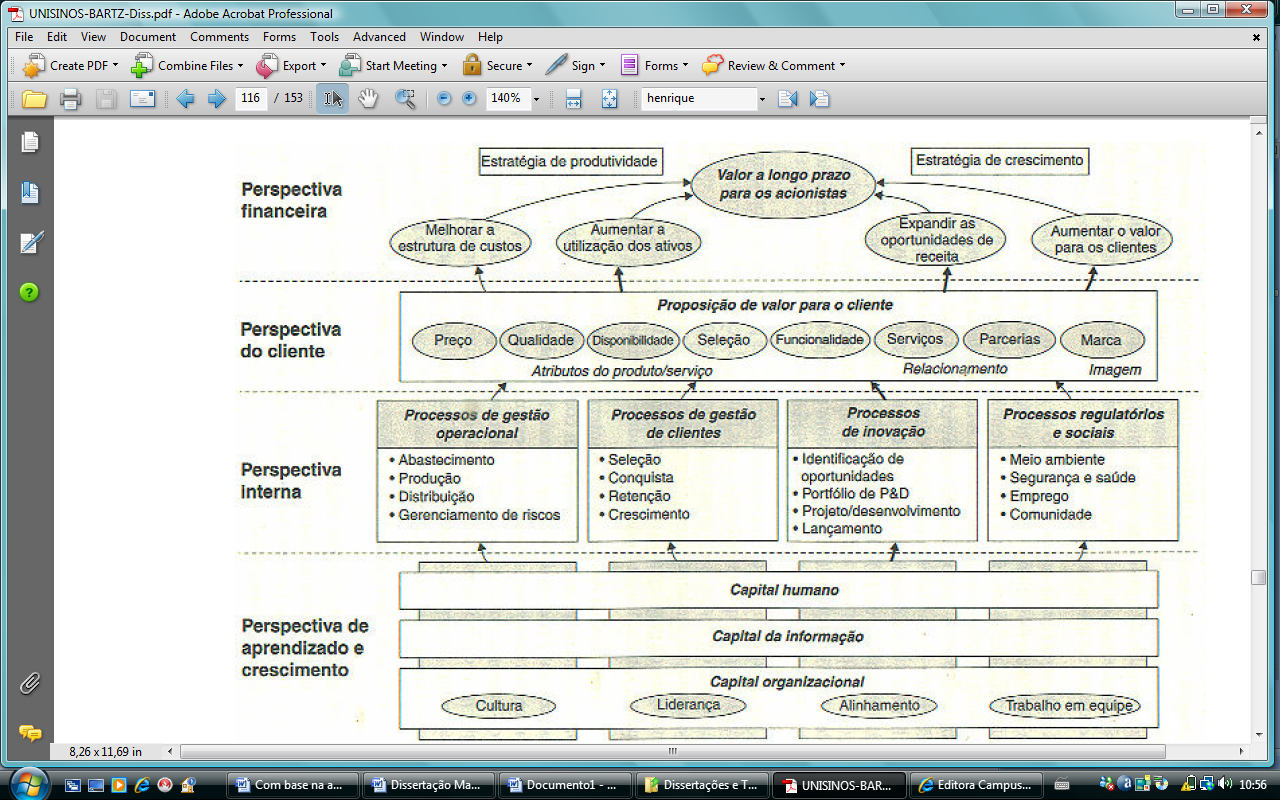 UNISINOS-BARTZ-Diss.pdf - Adobe Acrobat Professional
File Edit View Document Comments Forms Tools Advanced Window Help
Create PDF Combine Files Export Start Meeting Secure Sign Forms Review & Comment
116 / 153 140% henrique
Estratégia de produtividade
Estratégia de crescimento
Valor a longo prazo
para os acionistas
Perspectiva
financeira
Melhorar a
estrutura de custos
Aumentar a
utilização dos ativos
Expandir as
oportunidades de
receita
Aumentar o valor
para os clientes
Proposição de valor para o cliente
Perspectiva
do cliente
Preço Qualidade Disponibilidade Seleção Funcionalidade Serviços Parcerias Marca
Atributos do produto/serviço Relacionamento Imagem
Perspectiva
Interna
Processos de gestão
operacional
• Abastecimento
• Produção
• Distribuição
• Gerenciamento de riscos
Processos de gestão
de clientes
• Seleção
• Conquista
• Retenção
• Crescimento
Processos
de inovação
• Identificação de
oportunidades
• Portfólio de P&D
• Projeto/desenvolvimento
• Lançamento
Processos regulatórios
e sociais
• Meio ambiente
• Segurança e saúde
• Emprego
• Comunidade
Perspectiva de
aprendizado e
crescimento
Capital humano
Capital da informação
Capital organizacional
Cultura Liderança Alinhamento Trabalho em equipe
8,26 x 11,69 in
Com base na a... Dissertação Ma... Documento1 - ... Dissertações e T... UNISINOS-BAR... Editora Campus... 10:56